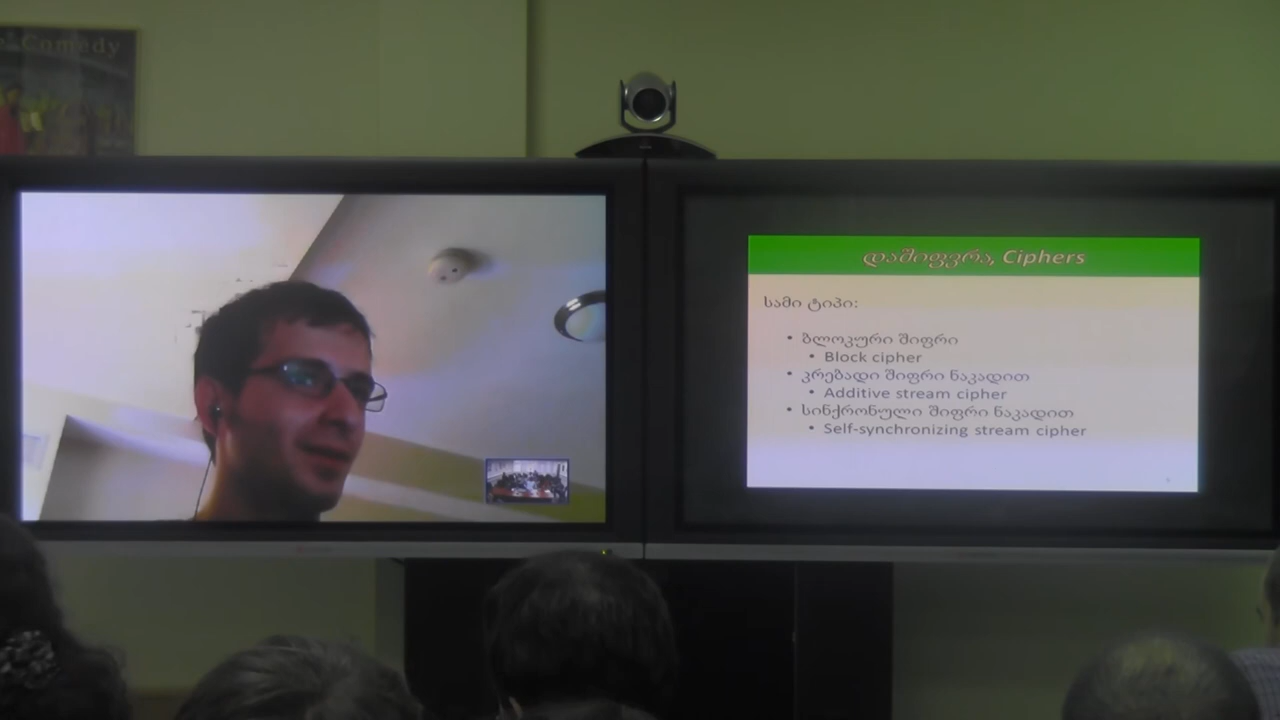 Comedy
დაშიფვრა, Ciphers
სამი ტიპი:
• ბლოკური შიფრი
• Block cipher
• კრებადი შიფრი ნაკადით
• Additive stream cipher
• სინქრონული შიფრი ნაკადით
• Self-synchronizing stream cipher